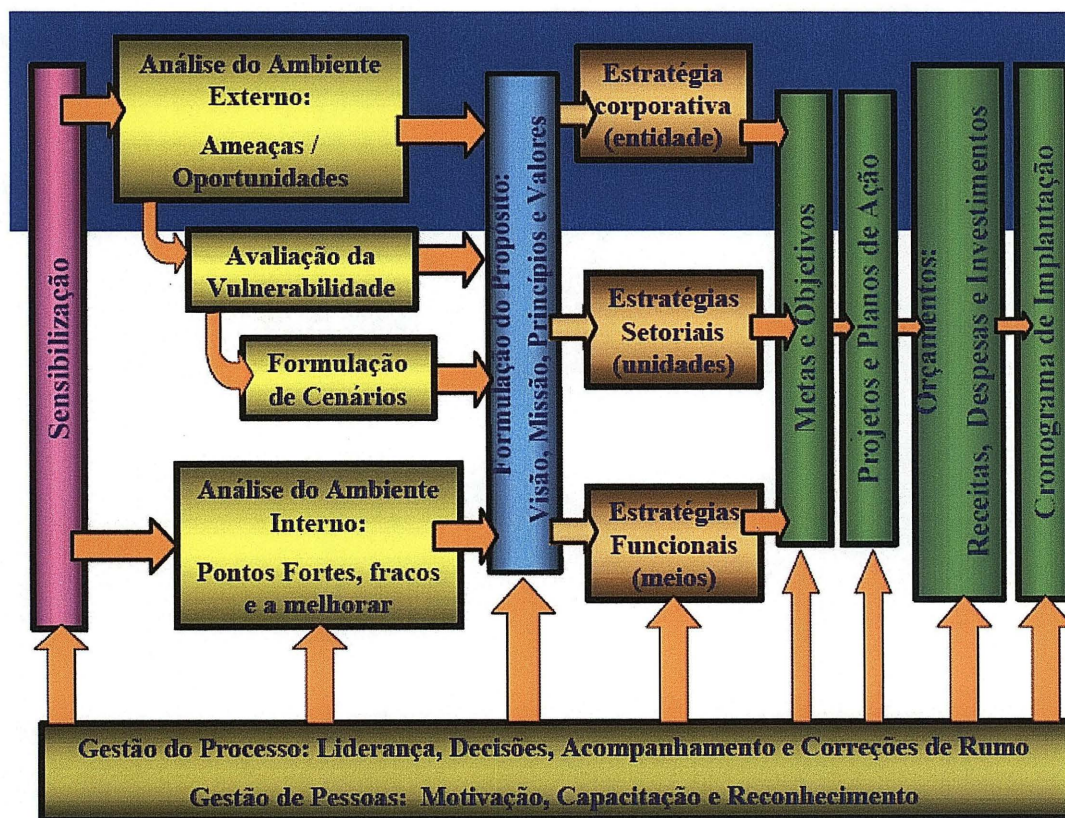 Sensibilização
Análise do Ambiente
Externo:
Ameaças /
Oportunidades
Avaliação da
Vulnerabilidade
Formulação
de Cenários
Análise do Ambiente
Interno:
Pontos Fortes, fracos
e a melhorar
Formulação do Propósito:
Visão, Missão, Princípios e Valores
Estratégia
corporativa
(entidade)
Estratégias
Setoriais
(unidades)
Estratégias
Funcionais
(meios)
Metas e Objetivos
Projetos e Planos de Ação
Orçamentos:
Receitas, Despesas e Investimentos
Cronograma de Implantação
Gestão do Processo: Liderança, Decisões, Acompanhamento e Correções de Rumo
Gestão de Pessoas: Motivação, Capacitação e Reconhecimento